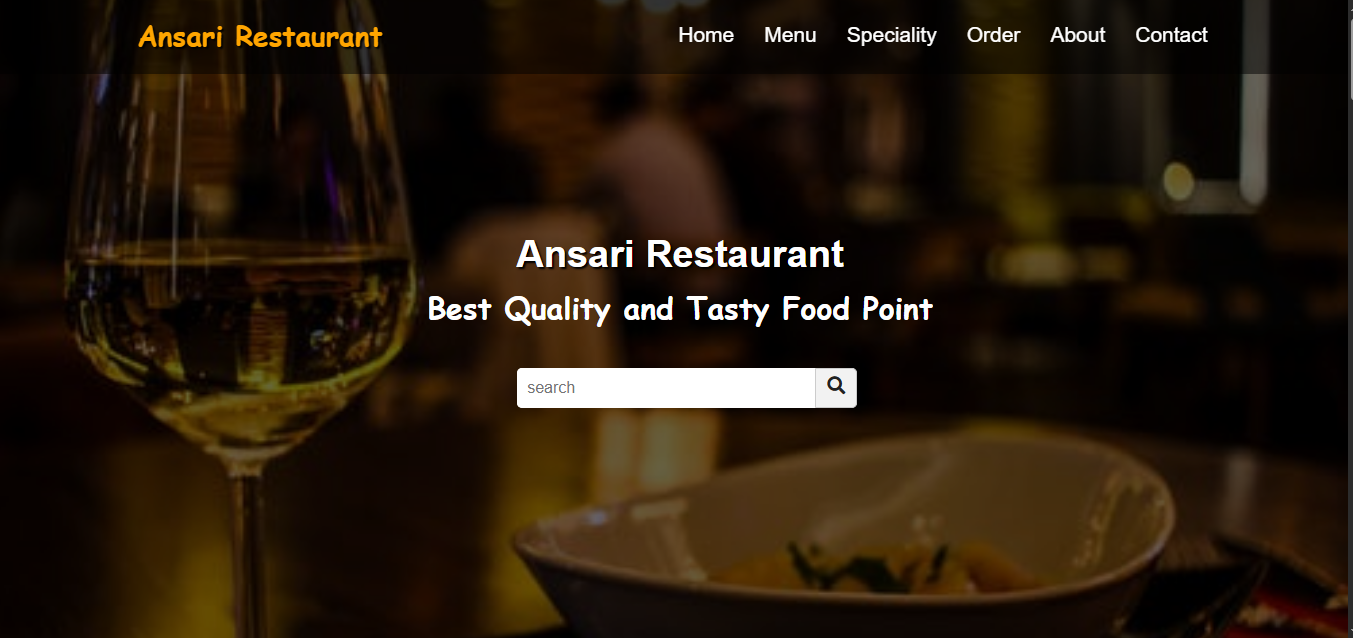 Ansari Restaurant
Home Menu Speciality Order About Contact
Ansari Restaurant
Best Quality and Tasty Food Point
search